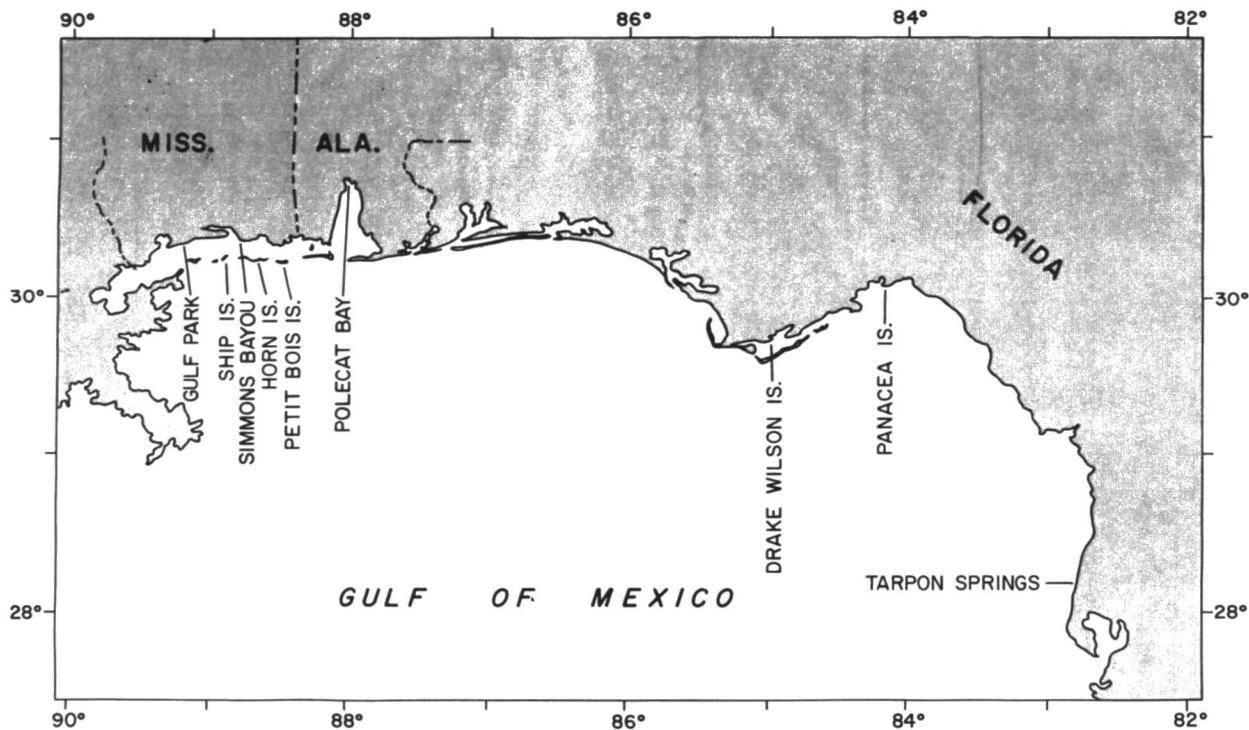 90°
88°
86°
84°
82°
MISS.
ALA.
FLORIDA
30°
30°
GULF PARK
SHIP IS.
SIMMONS BAYOU
HORN IS.
PETIT BOIS IS.
POLECAT BAY
DRAKE WILSON IS.
PANACEA IS.
TARPON SPRINGS
GULF OF MEXICO
28°
28°
90°
88°
86°
84°
82°